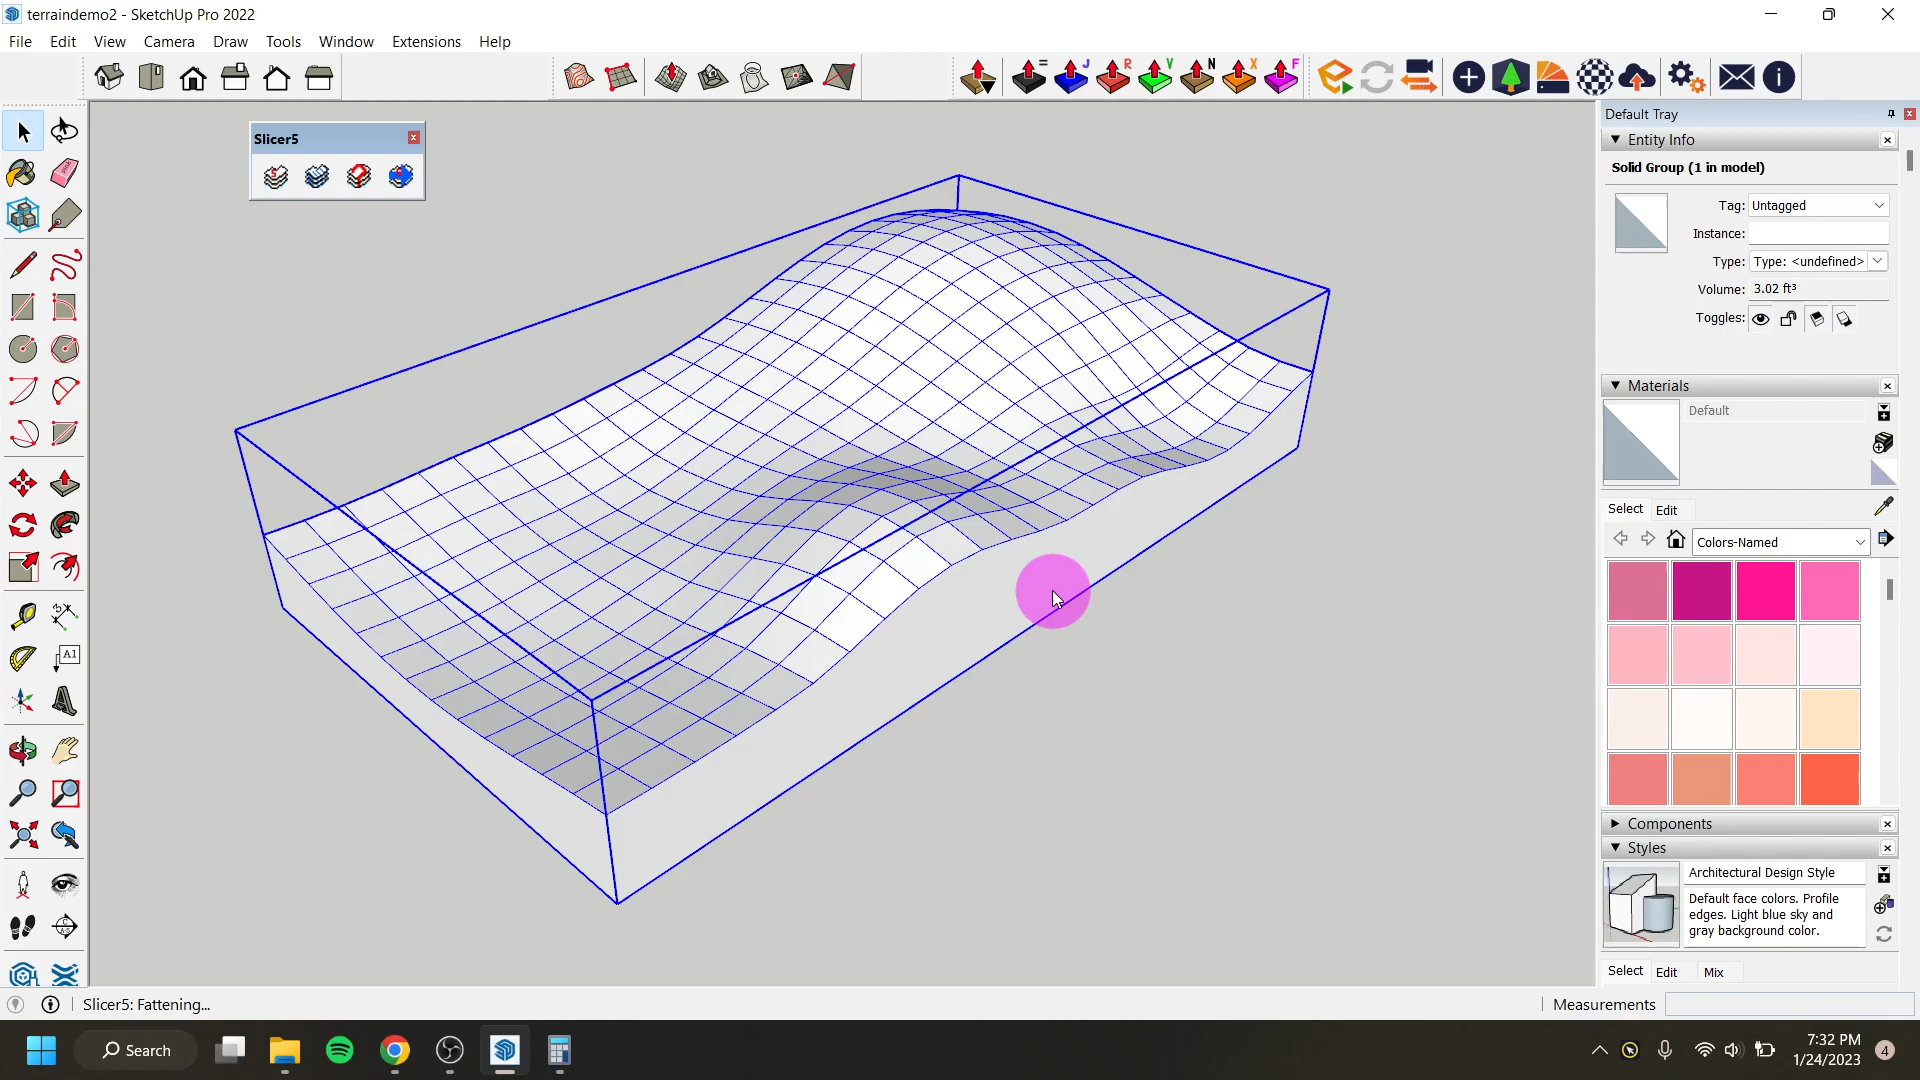 terraindemo2 - SketchUp Pro 2022
File Edit View Camera Draw Tools Window Extensions Help
= J R V N X F
Slicer5
A1
Default Tray
Entity Info
Solid Group (1 in model)
Tag: Untagged
Instance:
Type: Type: <undefined>
Volume: 3.02 ft³
Toggles:
Materials
Default
Select Edit
Colors-Named
Components
Styles
Architectural Design Style
Default face colors. Profile
edges. Light blue sky and
gray background color.
Select Edit Mix
Slicer5: Fattening...
Measurements
Search
7:32 PM
1/24/2023
4